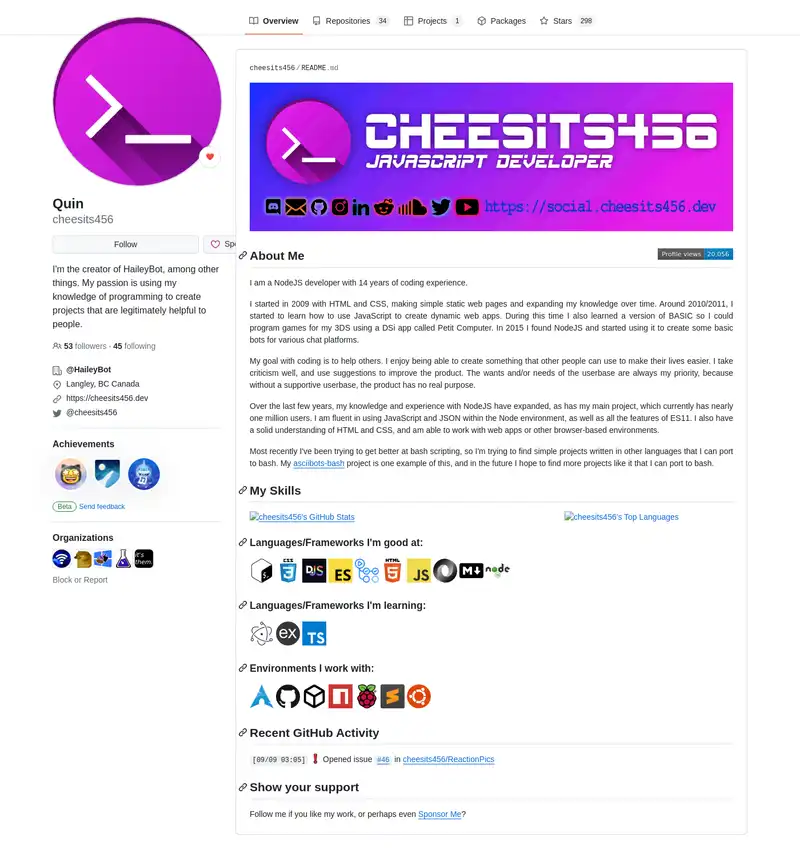 Overview Repositories 34 Projects 1 Packages Stars 298
Quin
cheesits456
Follow
I'm the creator of HaileyBot, among other
things. My passion is using my
knowledge of programming to create
projects that are legitimately helpful to
people.
53 followers · 45 following
@HaileyBot
Langley, BC Canada
https://cheesits456.dev
@cheesits456
Achievements
Beta Send feedback
Organizations
it's
them
Block or Report
cheesits456/README.md
CHEESITS456
JAVASCRIPT DEVELOPER
https://social.cheesits456.dev
About Me
Profile views 20,056
I am a NodeJS developer with 14 years of coding experience.
I started in 2009 with HTML and CSS, making simple static web pages and expanding my knowledge over time. Around 2010/2011, I
started to learn how to use JavaScript to create dynamic web apps. During this time I also learned a version of BASIC so I could
program games for my 3DS using a DSi app called Petit Computer. In 2015 I found NodeJS and started using it to create some basic
bots for various chat platforms.
My goal with coding is to help others. I enjoy being able to create something that other people can use to make their lives easier. I take
criticism well, and use suggestions to improve the product. The wants and/or needs of the userbase are always my priority, because
without a supportive userbase, the product has no real purpose.
Over the last few years, my knowledge and experience with NodeJS have expanded, as has my main project, which currently has nearly
one million users. I am fluent in using JavaScript and JSON within the Node environment, as well as all the features of ES11. I also have
a solid understanding of HTML and CSS, and am able to work with web apps or other browser-based environments.
Most recently I've been trying to get better at bash scripting, so I'm trying to find simple projects written in other languages that I can port
to bash. My asciibots-bash project is one example of this, and in the future I hope to find more projects like it that I can port to bash.
My Skills
cheesits456's GitHub Stats cheesits456's Top Languages
Languages/Frameworks I'm good at:
CSS DJS ES HTML JS M node
Languages/Frameworks I'm learning:
ex TS
Environments I work with:
Recent GitHub Activity
[09/09 03:05] ❗ Opened issue #46 in cheesits456/ReactionPics
Show your support
Follow me if you like my work, or perhaps even Sponsor Me?